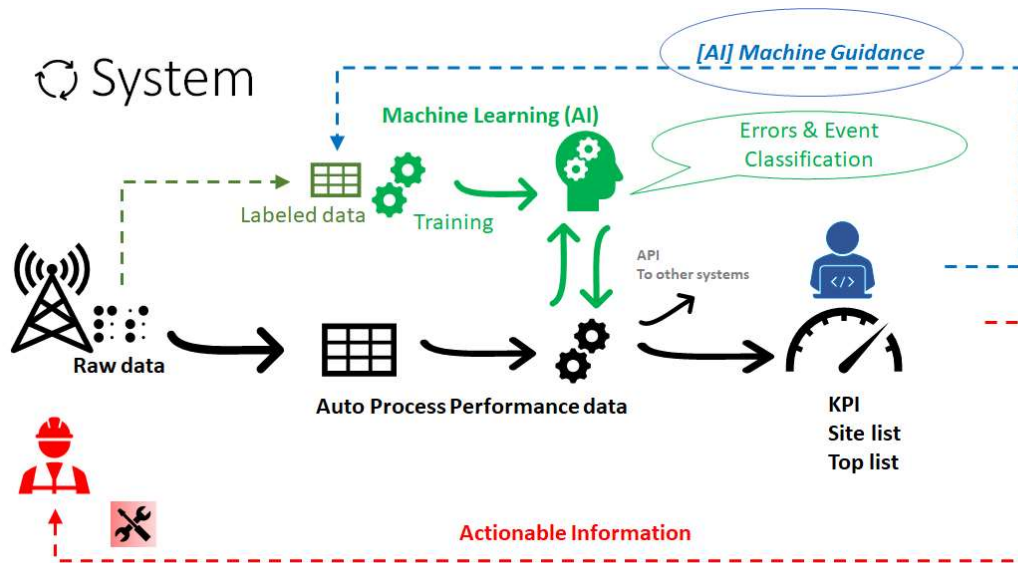 System
[AI] Machine Guidance
Machine Learning (AI)
Errors & Event
Classification
Labeled data
Training
API
To other systems
</>
Raw data
Auto Process Performance data
KPI
Site list
Top list
Actionable Information